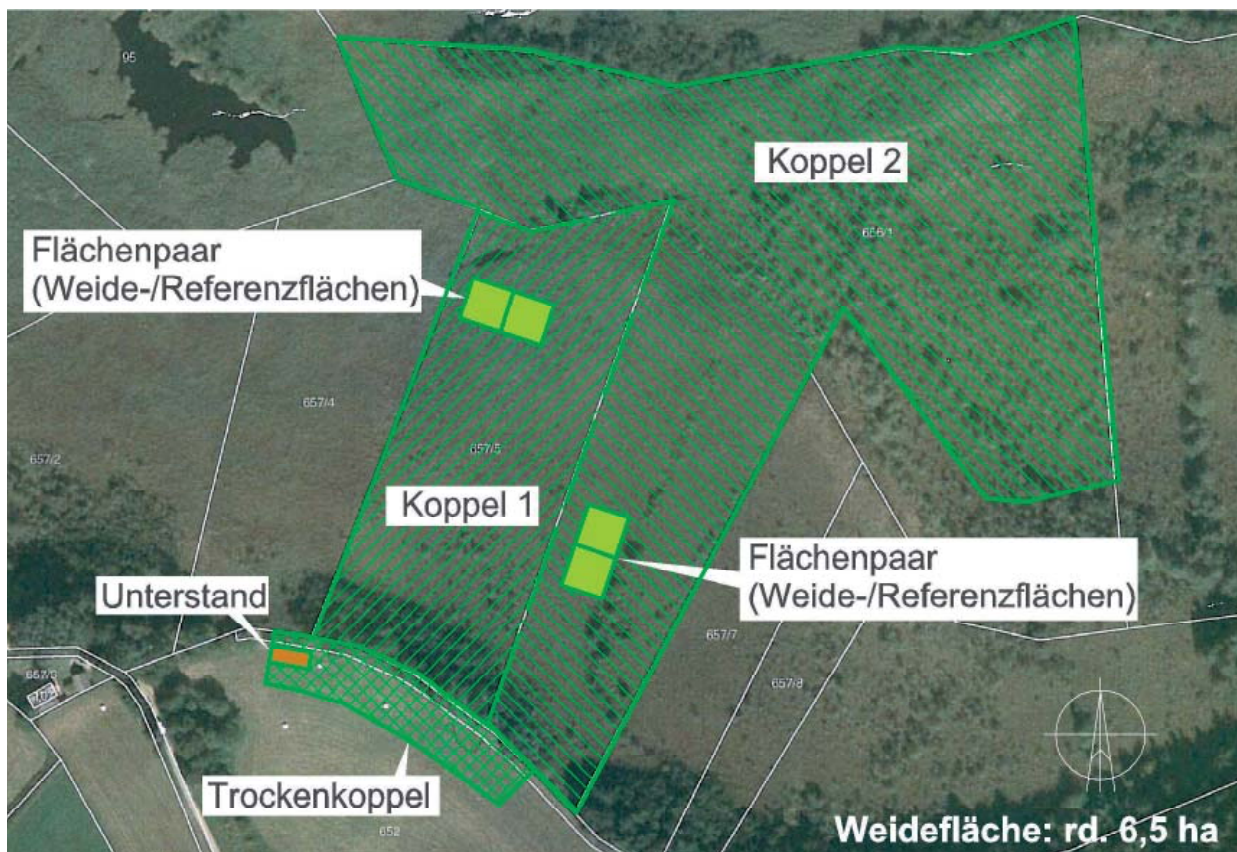 95
Koppel 2
656/1
Flächenpaar
(Weide-/Referenzflächen)
657/4
657/5
657/2
Koppel 1
Flächenpaar
(Weide-/Referenzflächen)
Unterstand
657/7
657/8
Trockenkoppel
652
Weidefläche: rd. 6,5 ha